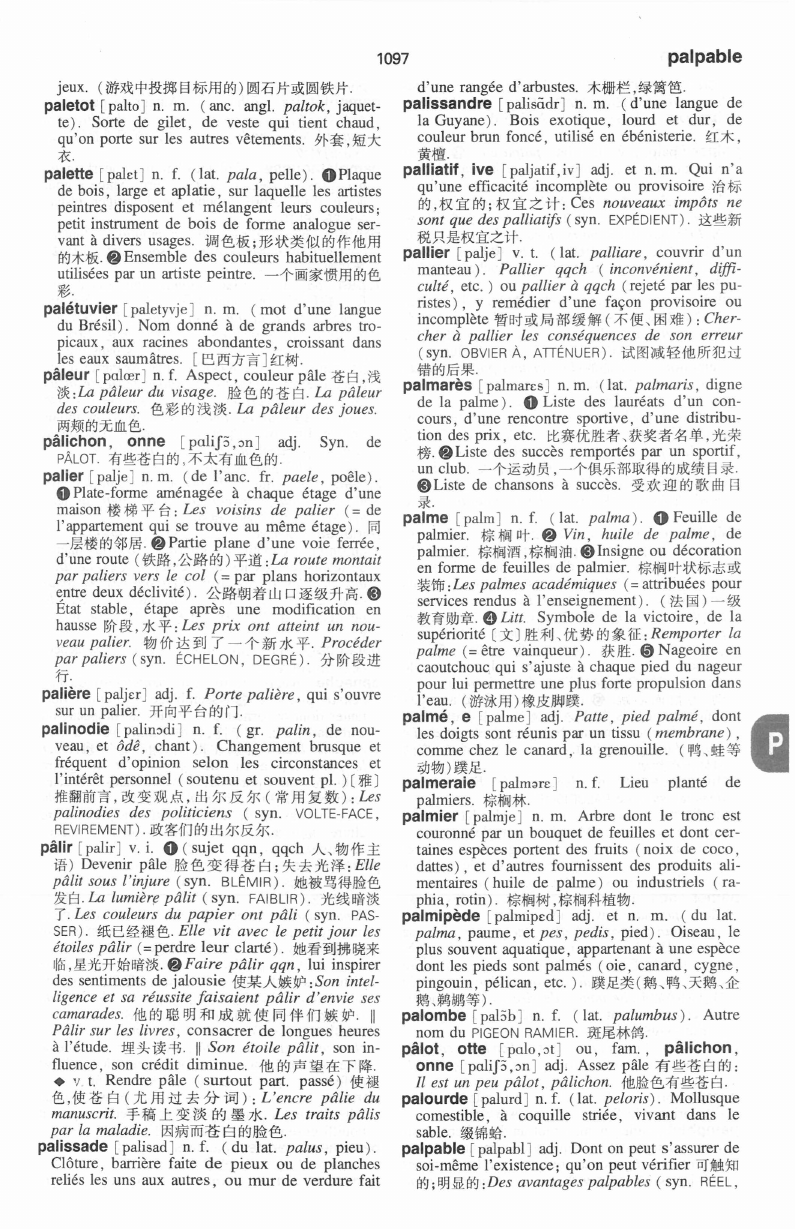 1097
palpable
jeux. (游戏中投掷目标用的)圆石片或圆铁片.
paletot [palto] n. m. (anc. angl. paltok, jaquet-
te). Sorte de gilet, de veste qui tient chaud,
qu'on porte sur les autres vêtements. 外套,短大
衣.
palette [palɛt] n. f. (lat. pala, pelle). ❶Plaque
de bois, large et aplatie, sur laquelle les artistes
peintres disposent et mélangent leurs couleurs;
petit instrument de bois de forme analogue ser-
vant à divers usages. 调色板;形状类似的作他用
的木板. ❷Ensemble des couleurs habituellement
utilisées par un artiste peintre. 一个画家惯用的色
彩.
palétuvier [paletyvje] n. m. (mot d'une langue
du Brésil). Nom donné à de grands arbres tro-
picaux, aux racines abondantes, croissant dans
les eaux saumâtres. [巴西方言]红树.
pâleur [pɑlœr] n. f. Aspect, couleur pâle 苍白,浅
淡:La pâleur du visage. 脸色的苍白. La pâleur
des couleurs. 色彩的浅淡. La pâleur des joues.
两颊的无血色.
pâlichon, onne [pɑliʃɔ̃,ɔn] adj. Syn. de
PÂLOT. 有些苍白的,不太有血色的.
palier [palje] n. m. (de l'anc. fr. paele, poêle).
❶Plate-forme aménagée à chaque étage d'une
maison 楼梯平台: Les voisins de palier (= de
l'appartement qui se trouve au même étage). 同
一层楼的邻居. ❷Partie plane d'une voie ferrée,
d'une route (铁路,公路的)平道:La route montait
par paliers vers le col (= par plans horizontaux
entre deux déclivité). 公路朝着山口逐级升高. ❸
État stable, étape après une modification en
hausse 阶段,水平: Les prix ont atteint un nou-
veau palier. 物价达到了一个新水平. Procéder
par paliers (syn. ÉCHELON, DEGRÉ). 分阶段进
行.
palière [paljɛr] adj. f. Porte palière, qui s'ouvre
sur un palier. 开向平台的门.
palinodie [palinɔdi] n. f. (gr. palin, de nou-
veau, et ôdê, chant). Changement brusque et
fréquent d'opinion selon les circonstances et
l'intérêt personnel (soutenu et souvent pl.)[雅]
推翻前言,改变观点,出尔反尔(常用复数): Les
palinodies des politiciens (syn. VOLTE-FACE,
REVIREMENT). 政客们的出尔反尔.
pâlir [palir] v. i. ❶(sujet qqn, qqch 人、物作主
语) Devenir pâle 脸色变得苍白;失去光泽: Elle
pâlit sous l'injure (syn. BLÊMIR). 她被骂得脸色
发白. La lumière pâlit (syn. FAIBLIR). 光线暗淡
了. Les couleurs du papier ont pâli (syn. PAS-
SER). 纸已经褪色. Elle vit avec le petit jour les
étoiles pâlir (= perdre leur clarté). 她看到拂晓来
临,星光开始暗淡. ❷Faire pâlir qqn, lui inspirer
des sentiments de jalousie 使某人嫉妒:Son intel-
ligence et sa réussite faisaient pâlir d'envie ses
camarades. 他的聪明和成就使同伴们嫉妒. ‖
Pâlir sur les livres, consacrer de longues heures
à l'étude. 埋头读书. ‖ Son étoile pâlit, son in-
fluence, son crédit diminue. 他的声望在下降.
◆ v. t. Rendre pâle (surtout part. passé) 使褪
色,使苍白(尤用过去分词): L'encre pâlie du
manuscrit. 手稿上变淡的墨水. Les traits pâlis
par la maladie. 因病而苍白的脸色.
palissade [palisad] n. f. (du lat. palus, pieu).
Clôture, barrière faite de pieux ou de planches
reliés les uns aux autres, ou mur de verdure fait
d'une rangée d'arbustes. 木栅栏,绿篱笆.
palissandre [palisɑ̃dr] n. m. (d'une langue de
la Guyane). Bois exotique, lourd et dur, de
couleur brun foncé, utilisé en ébénisterie. 红木,
黄檀.
palliatif, ive [paljatif,iv] adj. et n. m. Qui n'a
qu'une efficacité incomplète ou provisoire 治标
的,权宜的;权宜之计: Ces nouveaux impôts ne
sont que des palliatifs (syn. EXPÉDIENT). 这些新
税只是权宜之计.
pallier [palje] v. t. (lat. palliare, couvrir d'un
manteau). Pallier qqch (inconvénient, diffi-
culté, etc.) ou pallier à qqch (rejeté par les pu-
ristes), y remédier d'une façon provisoire ou
incomplète 暂时或局部缓解(不便、困难): Cher-
cher à pallier les conséquences de son erreur
(syn. OBVIER À, ATTÉNUER). 试图减轻他所犯过
错的后果.
palmarès [palmarɛs] n. m. (lat. palmaris, digne
de la palme). ❶ Liste des lauréats d'un con-
cours, d'une rencontre sportive, d'une distribu-
tion des prix, etc. 比赛优胜者、获奖者名单,光荣
榜. ❷Liste des succès remportés par un sportif,
un club. 一个运动员,一个俱乐部取得的成绩目录.
❸Liste de chansons à succès. 受欢迎的歌曲目
录.
palme [palm] n. f. (lat. palma). ❶ Feuille de
palmier. 棕榈叶. ❷ Vin, huile de palme, de
palmier. 棕榈酒,棕榈油. ❸Insigne ou décoration
en forme de feuilles de palmier. 棕榈叶状标志或
装饰:Les palmes académiques (= attribuées pour
services rendus à l'enseignement). (法国)一级
教育勋章. ❹ Litt. Symbole de la victoire, de la
supériorité [文]胜利、优势的象征: Remporter la
palme (= être vainqueur). 获胜. ❺ Nageoire en
caoutchouc qui s'ajuste à chaque pied du nageur
pour lui permettre une plus forte propulsion dans
l'eau. (游泳用)橡皮脚蹼.
palmé, e [palme] adj. Patte, pied palmé, dont
les doigts sont réunis par un tissu (membrane),
comme chez le canard, la grenouille. (鸭、蛙等
动物)蹼足.
palmeraie [palmərɛ] n. f. Lieu planté de
palmiers. 棕榈林.
palmier [palmje] n. m. Arbre dont le tronc est
couronné par un bouquet de feuilles et dont cer-
taines espèces portent des fruits (noix de coco,
dattes), et d'autres fournissent des produits ali-
mentaires (huile de palme) ou industriels (ra-
phia, rotin). 棕榈树,棕榈科植物.
palmipède [palmipɛd] adj. et n. m. (du lat.
palma, paume, et pes, pedis, pied). Oiseau, le
plus souvent aquatique, appartenant à une espèce
dont les pieds sont palmés (oie, canard, cygne,
pingouin, pélican, etc.). 蹼足类(鹅、鸭、天鹅、企
鹅、鹈鹕等).
palombe [palɔ̃b] n. f. (lat. palumbus). Autre
nom du PIGEON RAMIER. 斑尾林鸽.
pâlot, otte [pɑlo,ɔt] ou, fam., pâlichon,
onne [pɑliʃɔ̃,ɔn] adj. Assez pâle 有些苍白的:
Il est un peu pâlot, pâlichon. 他脸色有些苍白.
palourde [palurd] n. f. (lat. peloris). Mollusque
comestible, à coquille striée, vivant dans le
sable. 缀锦蛤.
palpable [palpabl] adj. Dont on peut s'assurer de
soi-même l'existence; qu'on peut vérifier 可触知
的;明显的:Des avantages palpables (syn. RÉEL,
P